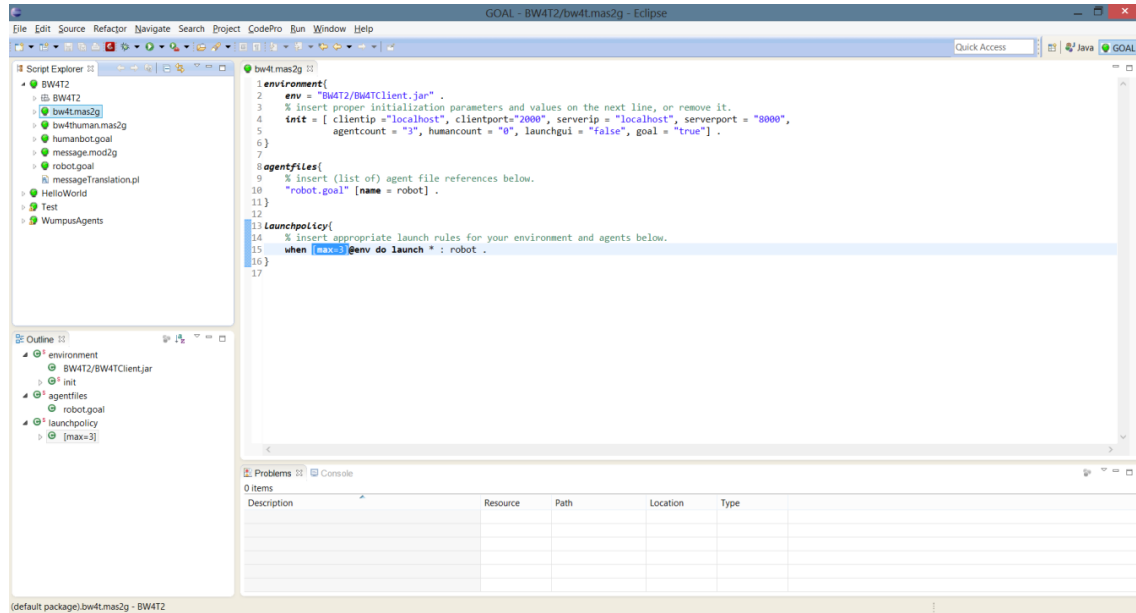 GOAL - BW4T2/bw4t.mas2g - Eclipse
File Edit Source Refactor Navigate Search Project CodePro Run Window Help
Quick Access
Java
GOAL
Script Explorer
BW4T2
BW4T2
bw4t.mas2g
bw4thuman.mas2g
humanbot.goal
message.mod2g
robot.goal
messageTranslation.pl
HelloWorld
Test
WumpusAgents
bw4t.mas2g
1 environment{
2 env = "BW4T2/BW4TClient.jar" .
3 % insert proper initialization parameters and values on the next line, or remove it.
4 init = [ clientip ="localhost", clientport="2000", serverip = "localhost", serverport = "8000",
5 agentcount = "3", humancount = "0", launchgui = "false", goal = "true"] .
6 }
7
8 agentfiles{
9 % insert (list of) agent file references below.
10 "robot.goal" [name = robot] .
11 }
12
13 launchpolicy{
14 % insert appropriate launch rules for your environment and agents below.
15 when [max=3]@env do launch * : robot .
16 }
17
Outline
environment
BW4T2/BW4TClient.jar
init
agentfiles
robot.goal
launchpolicy
[max=3]
Problems Console
0 items
Description Resource Path Location Type
(default package).bw4t.mas2g - BW4T2